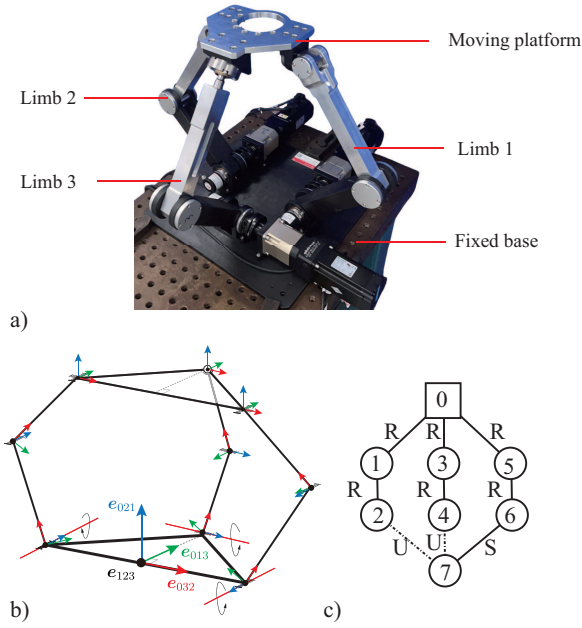 Moving platform
Limb 2
Limb 1
Limb 3
Fixed base
a)
e021
e013
e123
e032
b)
0
R R R
1 3 5
R R R
2 4 6
U U S
7
c)